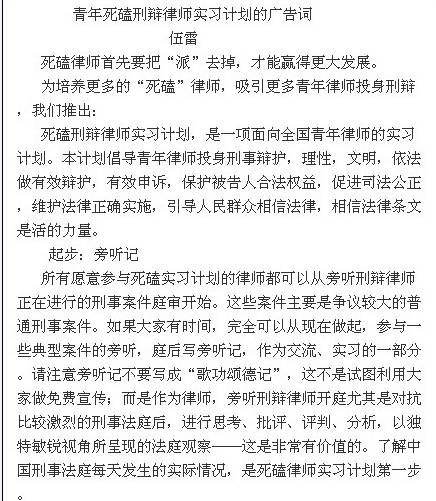 青年死磕刑辩律师实习计划的广告词
伍雷
死磕律师首先要把“派”去掉，才能赢得更大发展。
为培养更多的“死磕”律师，吸引更多青年律师投身刑辩
，我们推出：
死磕刑辩律师实习计划，是一项面向全国青年律师的实习
计划。本计划倡导青年律师投身刑事辩护，理性，文明，依法
做有效辩护，有效申诉，保护被告人合法权益，促进司法公正
，维护法律正确实施，引导人民群众相信法律，相信法律条文
是活的力量。
起步：旁听记
所有愿意参与死磕实习计划的律师都可以从旁听刑辩律师
正在进行的刑事案件庭审开始。这些案件主要是争议较大的普
通刑事案件。如果大家有时间，完全可以从现在做起，参与一
些典型案件的旁听，庭后写旁听记，作为交流、实习的一部分
。请注意旁听记不要写成“歌功颂德记”，这不是试图利用大
家做免费宣传；而是作为律师，旁听刑辩律师开庭尤其是对抗
比较激烈的刑事法庭后，进行思考、批评、评判、分析，以独
特敏锐视角所呈现的法庭观察——这是非常有价值的。了解中
国刑事法庭每天发生的实际情况，是死磕律师实习计划第一步
。